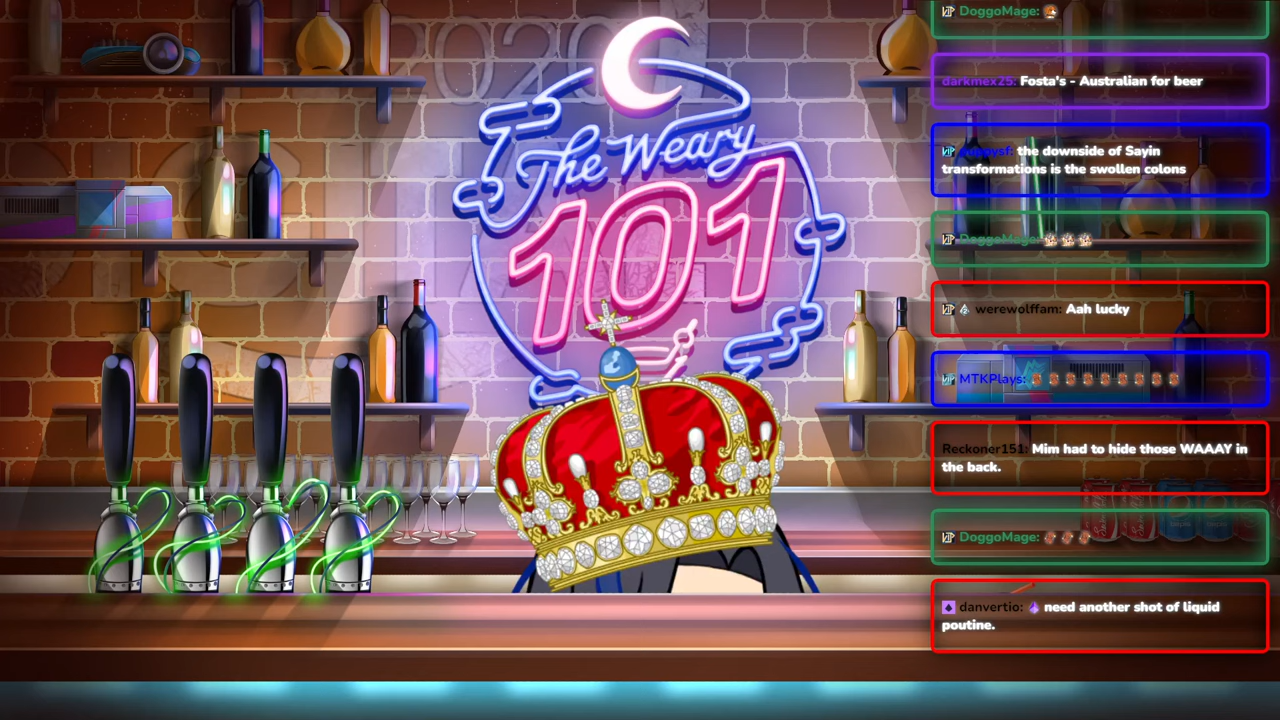 2020
The Weary
101
DoggoMage:
darkmex25: Fosta's - Australian for beer
the downside of Sayin
transformations is the swollen colons
DoggoMage:
werewolffam: Aah lucky
MTKPlays:
Reckoner151: Mim had to hide those WAAAY in
the back.
DoggoMage:
danvertio: need another shot of liquid
poutine.